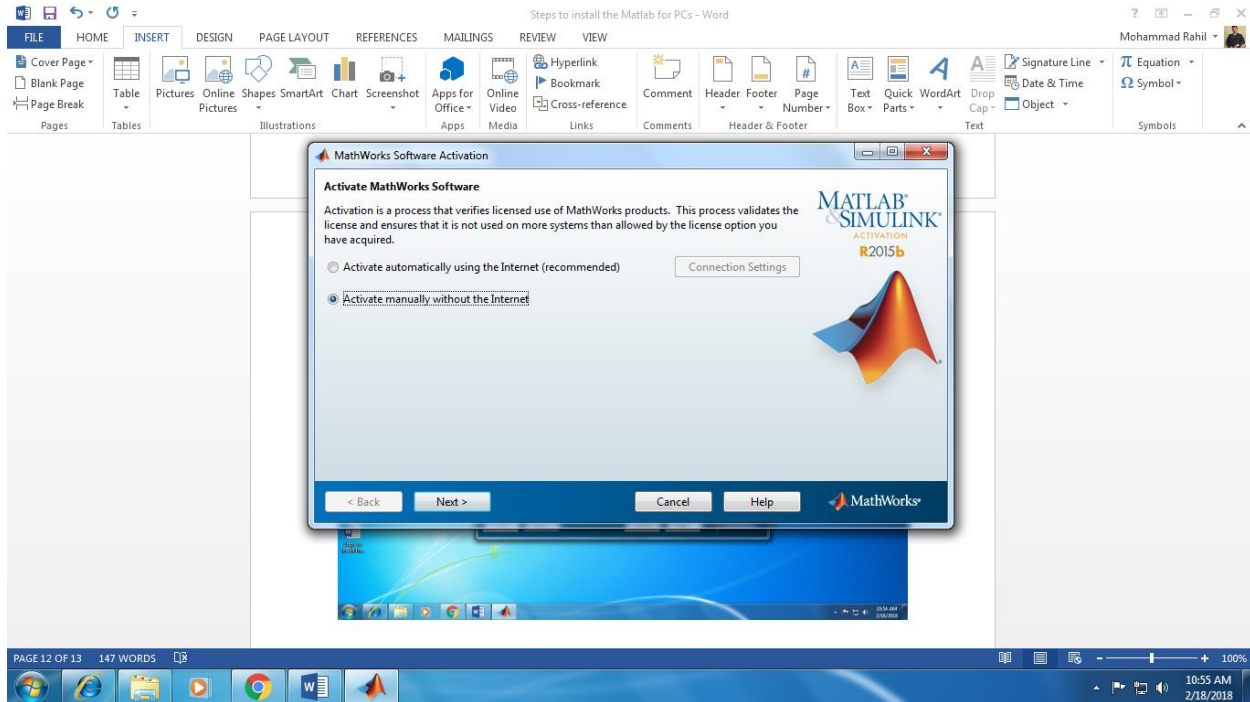 Steps to install the Matlab for PCs - Word
FILE HOME INSERT DESIGN PAGE LAYOUT REFERENCES MAILINGS REVIEW VIEW Mohammad Rahil
Cover Page
Blank Page
Page Break
Pages
Table
Tables
Pictures
Online Pictures
Shapes
SmartArt
Chart
Screenshot
Illustrations
Apps for Office
Apps
Online Video
Media
Hyperlink
Bookmark
Cross-reference
Links
Comment
Comments
Header
Footer
Page Number
Header & Footer
Text Box
Quick Parts
WordArt
Drop Cap
Signature Line
Date & Time
Object
Text
Equation
Symbol
Symbols
MathWorks Software Activation
Activate MathWorks Software
Activation is a process that verifies licensed use of MathWorks products. This process validates the
license and ensures that it is not used on more systems than allowed by the license option you
have acquired.
Activate automatically using the Internet (recommended)
Connection Settings
Activate manually without the Internet
MATLAB®
&SIMULINK®
ACTIVATION
R2015b
< Back Next > Cancel Help MathWorks®
10:54 AM
2/18/2018
PAGE 12 OF 13 147 WORDS 100%
10:55 AM
2/18/2018